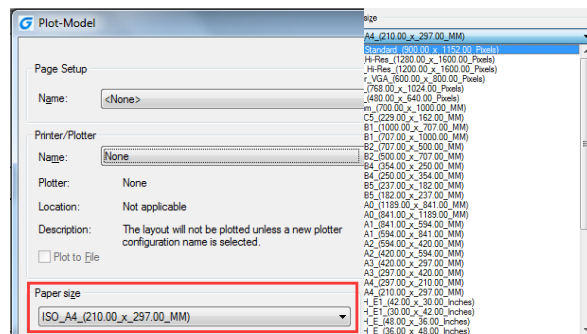 Plot-Model
Page Setup
Name: <None>
Printer/Plotter
Name: None
Plotter: None
Location: Not applicable
Description: The layout will not be plotted unless a new plotter
configuration name is selected.
Plot to File
Paper size
ISO_A4_(210.00_x_297.00_MM)
size
A4_(210.00_x_297.00_MM)
Standard_(900.00_x_1152.00_Pixels)
Hi-Res_(1280.00_x_1600.00_Pixels)
_Hi-Res_(1200.00_x_1600.00_Pixels)
r_VGA_(600.00_x_800.00_Pixels)
_(768.00_x_1024.00_Pixels)
_(480.00_x_640.00_Pixels)
m_(700.00_x_1000.00_MM)
C5_(229.00_x_162.00_MM)
B1_(1000.00_x_707.00_MM)
B1_(707.00_x_1000.00_MM)
B2_(707.00_x_500.00_MM)
B2_(500.00_x_707.00_MM)
B4_(354.00_x_250.00_MM)
B4_(250.00_x_354.00_MM)
B5_(237.00_x_182.00_MM)
B5_(182.00_x_237.00_MM)
A0_(1189.00_x_841.00_MM)
A0_(841.00_x_1189.00_MM)
A1_(841.00_x_594.00_MM)
A1_(594.00_x_841.00_MM)
A2_(594.00_x_420.00_MM)
A2_(420.00_x_594.00_MM)
A3_(420.00_x_297.00_MM)
A3_(297.00_x_420.00_MM)
A4_(297.00_x_210.00_MM)
A4_(210.00_x_297.00_MM)
H_E1_(42.00_x_30.00_Inches)
H_E1_(30.00_x_42.00_Inches)
H_E_(48.00_x_36.00_Inches)
H_E_(36.00_x_48.00_Inches)